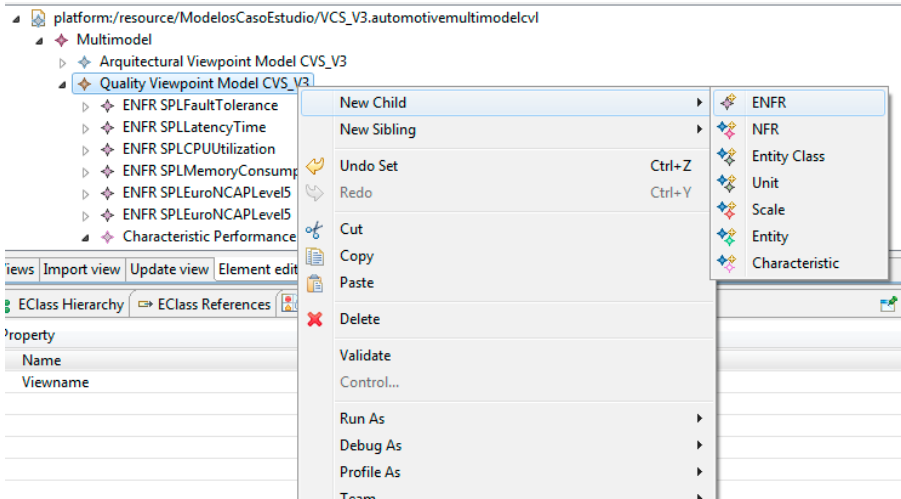 platform:/resource/ModelosCasoEstudio/VCS_V3.automotivemultimodelcvl
Multimodel
Arquitectural Viewpoint Model CVS_V3
Quality Viewpoint Model CVS_V3
ENFR SPLFaultTolerance
ENFR SPLLatencyTime
ENFR SPLCPUUtilization
ENFR SPLMemoryConsump
ENFR SPLEuroNCAPLevel5
ENFR SPLEuroNCAPLevel5
Characteristic Performance
iews Import view Update view Element edit
EClass Hierarchy EClass References
Property
Name
Viewname
New Child
New Sibling
Undo Set Ctrl+Z
Redo Ctrl+Y
Cut
Copy
Paste
Delete
Validate
Control...
Run As
Debug As
Profile As
Team
ENFR
NFR
Entity Class
Unit
Scale
Entity
Characteristic